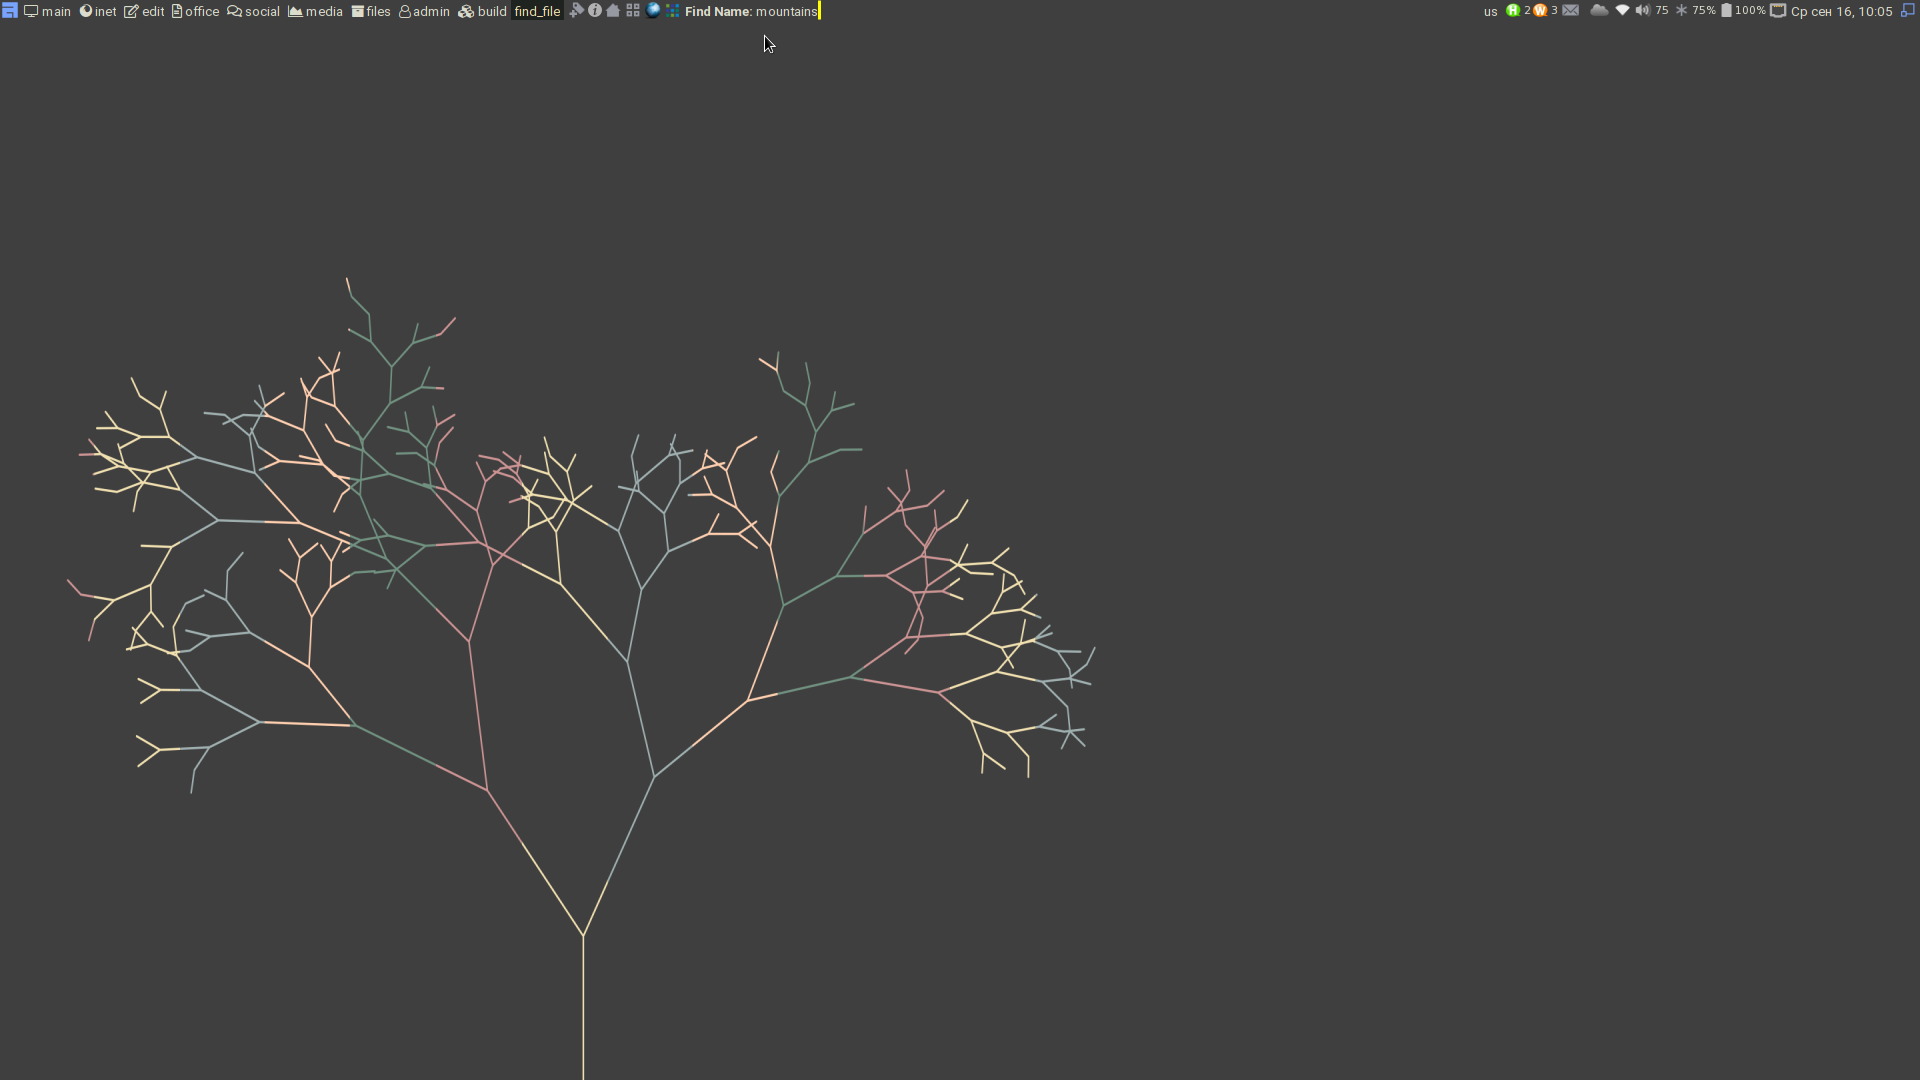 main inet edit office social media files admin build find_file Find Name: mountains us H 2 W 3 75 75% 100% Ср сен 16, 10:05